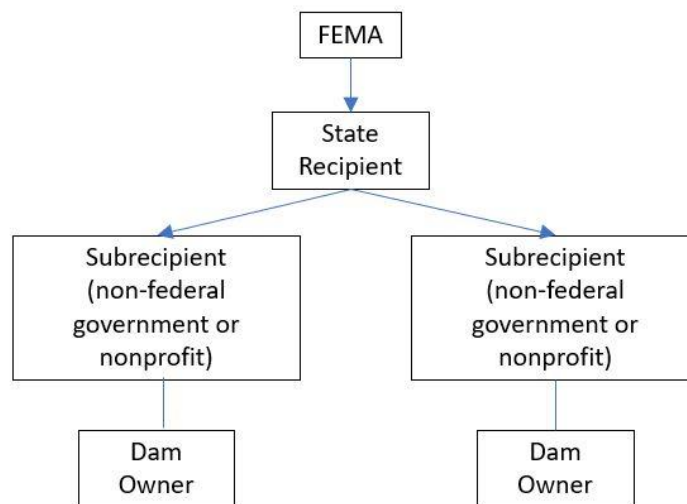 FEMA
State
Recipient
Subrecipient
(non-federal
government or
nonprofit)
Subrecipient
(non-federal
government or
nonprofit)
Dam
Owner
Dam
Owner